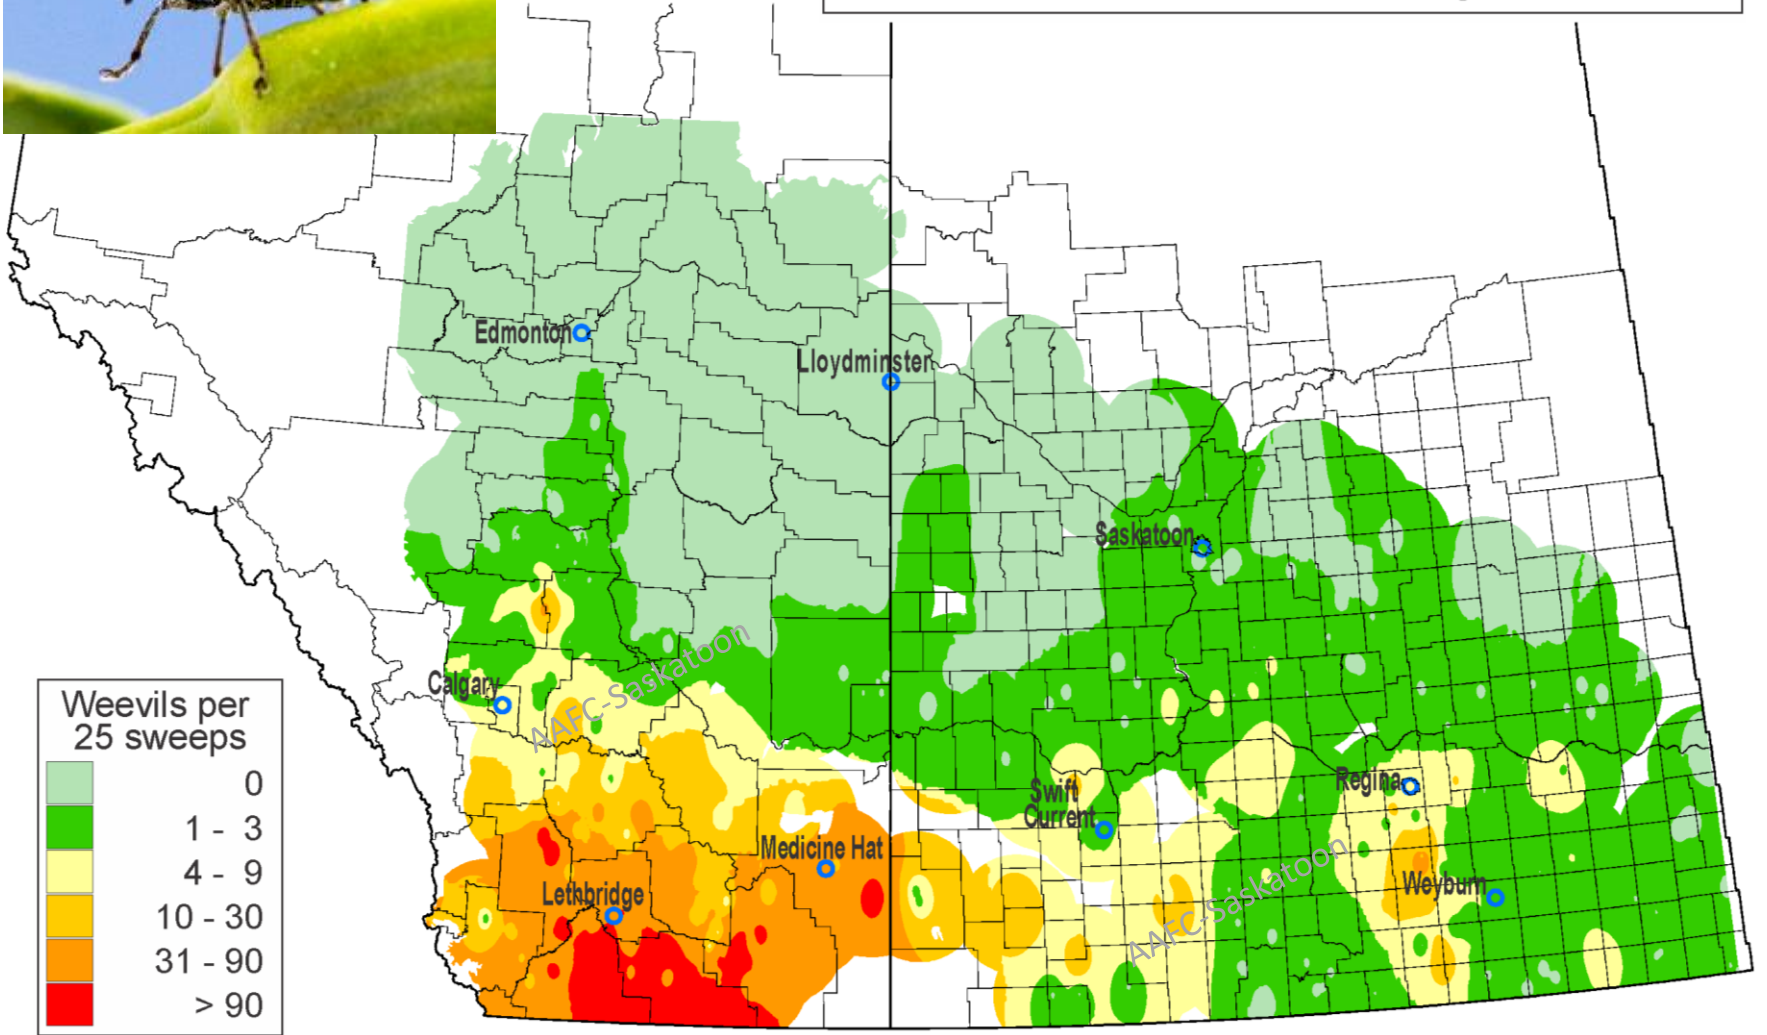 Edmonton
Lloydminster
Saskatoon
AAFC-Saskatoon
Calgary
Weevils per
25 sweeps
0
1 - 3
4 - 9
10 - 30
31 - 90
> 90
Regina
Swift
Current
Medicine Hat
AAFC-Saskatoon
Weyburn
Lethbridge